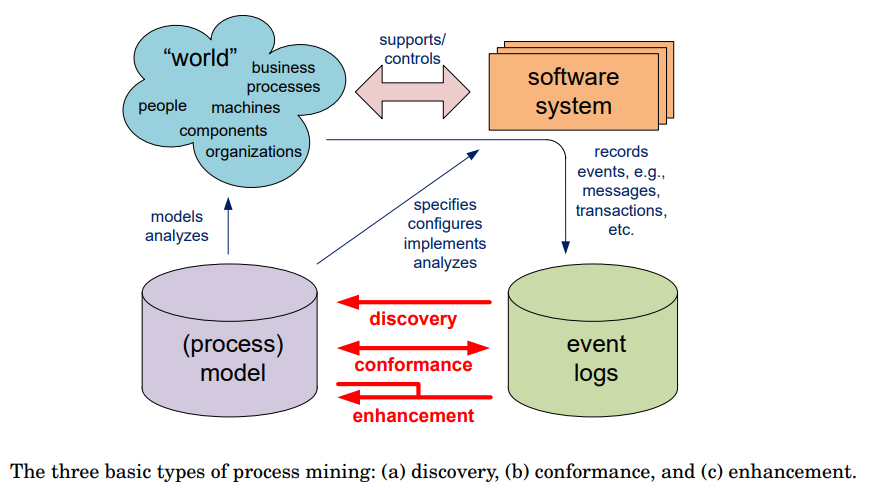 “world”
business
processes
people
machines
components
organizations
supports/
controls
software
system
records
events, e.g.,
messages,
transactions,
etc.
models
analyzes
specifies
configures
implements
analyzes
(process)
model
discovery
conformance
enhancement
event
logs
The three basic types of process mining: (a) discovery, (b) conformance, and (c) enhancement.